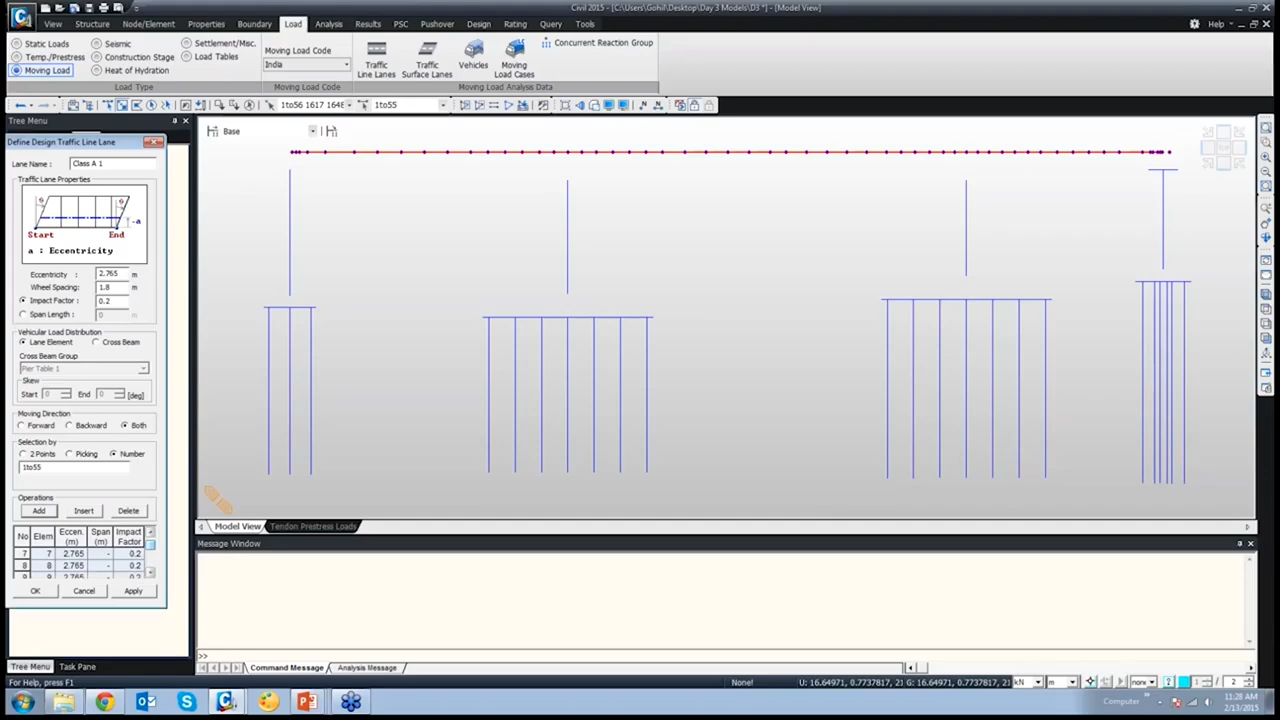 Civil 2015 - [C:\Users\Gohil\Desktop\Day 3 Models\D3 *] - [Model View]
View Structure Node/Element Properties Boundary Load Analysis Results PSC Pushover Design Rating Query Tools
Help
Static Loads Seismic Settlement/Misc.
Temp./Prestress Construction Stage Load Tables
Moving Load Heat of Hydration
Load Type
Moving Load Code
India
Moving Load Code
Traffic Line Lanes
Traffic Surface Lanes
Vehicles
Moving Load Cases
Concurrent Reaction Group
Moving Load Analysis Data
1to56 1617 1648
1to55
Tree Menu
Base
Define Design Traffic Line Lane
Lane Name : Class A 1
Traffic Lane Properties
-a
Start End
a : Eccentricity
Eccentricity : 2.765 m
Wheel Spacing: 1.8 m
Impact Factor : 0.2
Span Length: 0 m
Vehicular Load Distribution
Lane Element Cross Beam
Cross Beam Group
Pier Table 1
Skew
Start 0 End 0 [deg]
Moving Direction
Forward Backward Both
Selection by
2 Points Picking Number
1to55
Operations
Add Insert Delete
No Elem Eccen. (m) Span (m) Impact Factor
7 7 2.765 - 0.2
8 8 2.765 - 0.2
9 9 2.765 - 0.2
OK Cancel Apply
Model View Tendon Prestress Loads
Message Window
>>
Tree Menu Task Pane
Command Message Analysis Message
For Help, press F1
None! U: 16.64971, 0.7737817, 21 G: 16.64971, 0.7737817, 21 kN m none 1 / 2
Computer
11:28 AM
2/13/2015